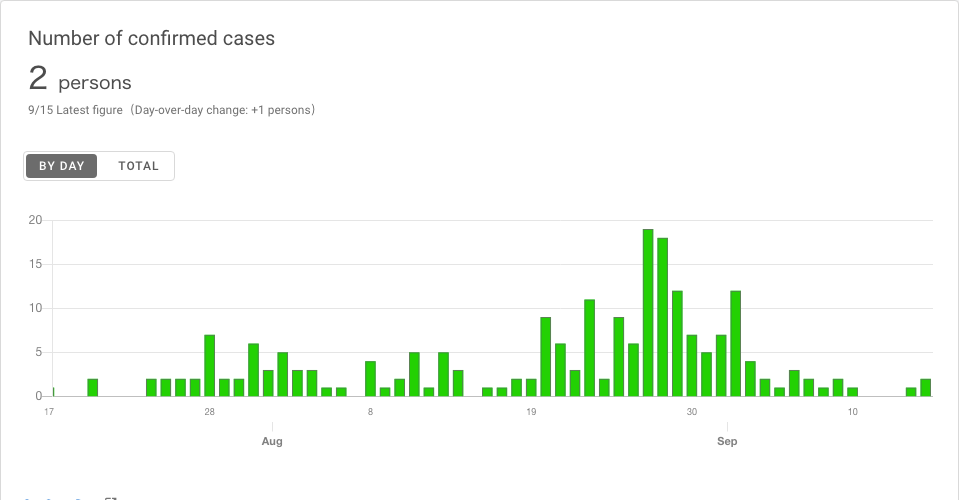 Number of confirmed cases
2 persons
9/15 Latest figure（Day-over-day change: +1 persons）
BY DAY TOTAL
20
15
10
5
0
17 28 8 19 30 10
Aug Sep